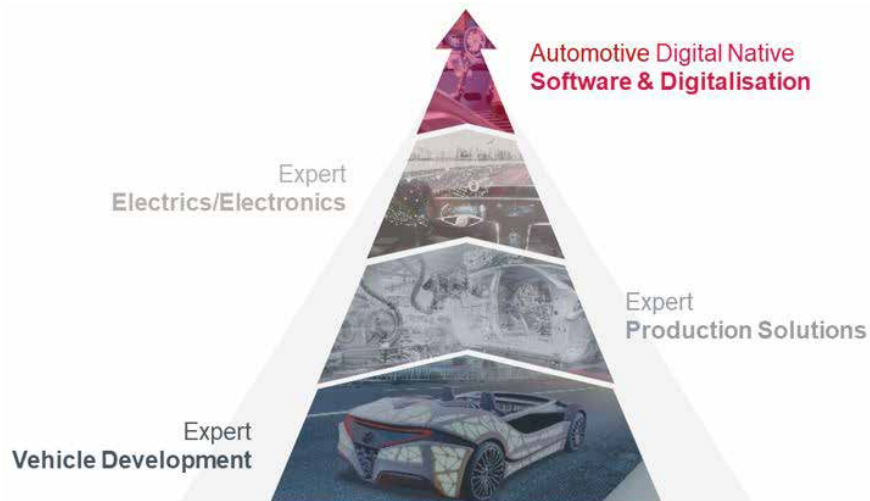 Automotive Digital Native
Software & Digitalisation
Expert
Electrics/Electronics
Expert
Production Solutions
Expert
Vehicle Development